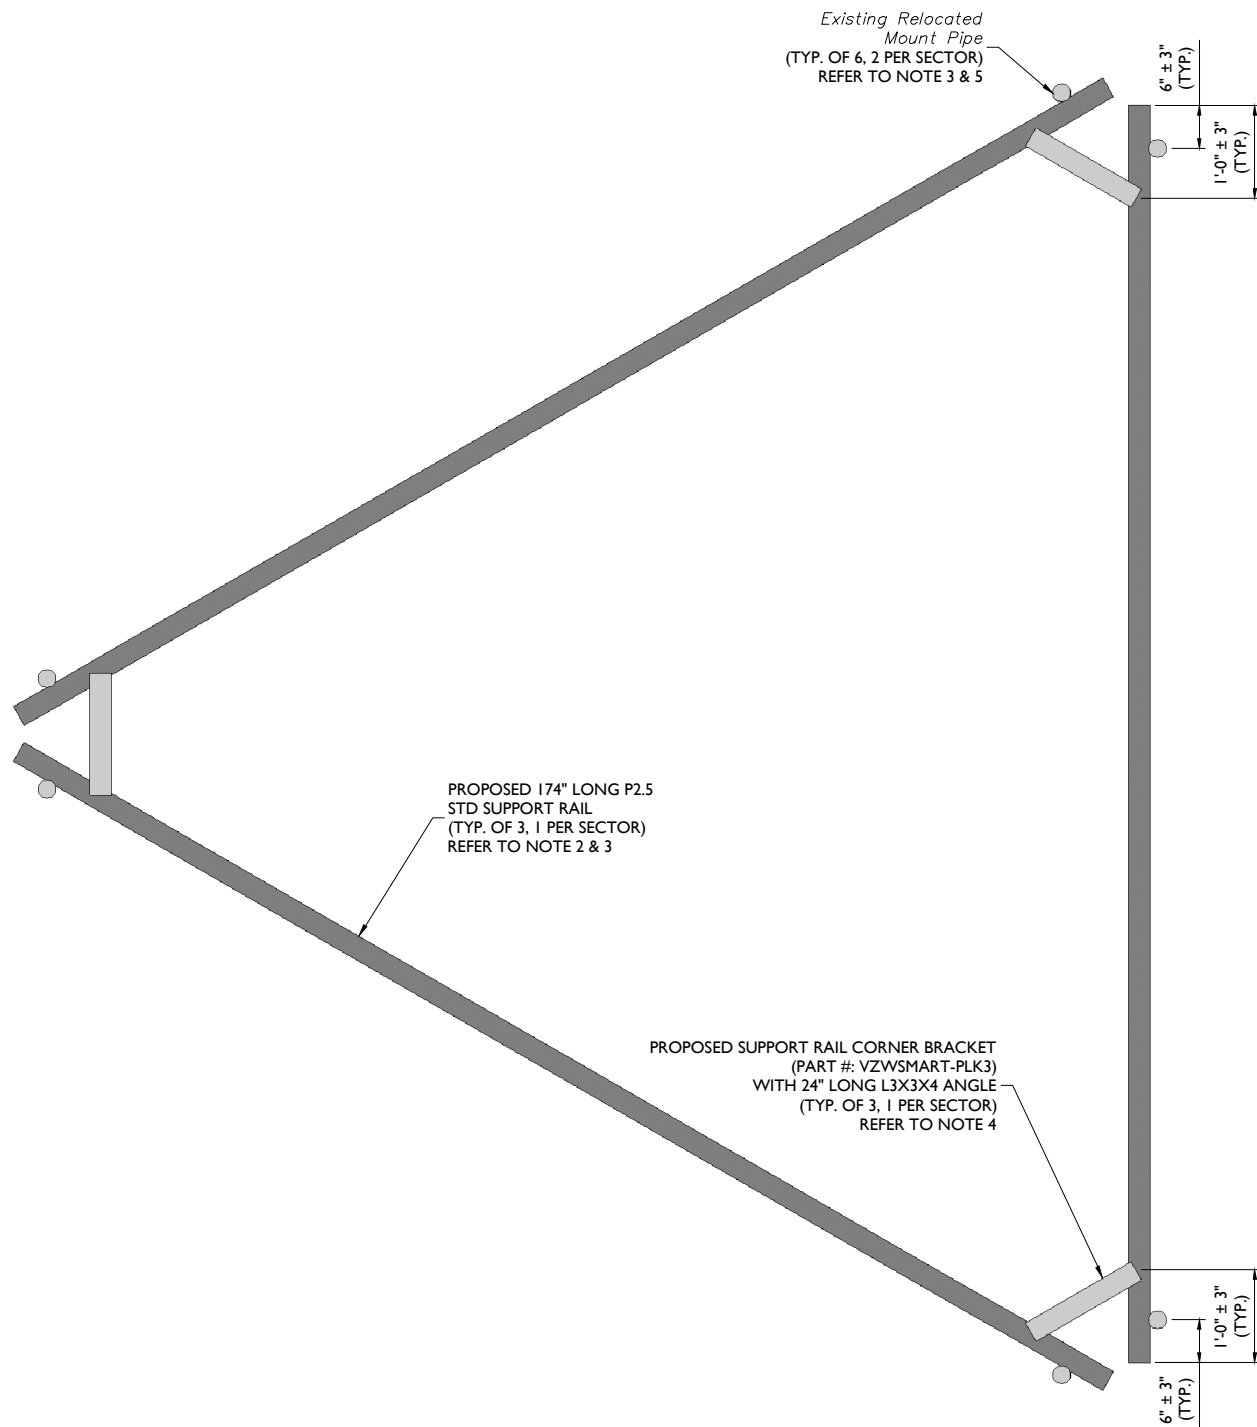 Existing Relocated
Mount Pipe
(TYP. OF 6, 2 PER SECTOR)
REFER TO NOTE 3 & 5
6" ± 3"
(TYP.)
1'-0" ± 3"
(TYP.)
PROPOSED 174" LONG P2.5
STD SUPPORT RAIL
(TYP. OF 3, 1 PER SECTOR)
REFER TO NOTE 2 & 3
PROPOSED SUPPORT RAIL CORNER BRACKET
(PART #: VZWSMART-PLK3)
WITH 24" LONG L3X3X4 ANGLE
(TYP. OF 3, 1 PER SECTOR)
REFER TO NOTE 4
1'-0" ± 3"
(TYP.)
6" ± 3"
(TYP.)